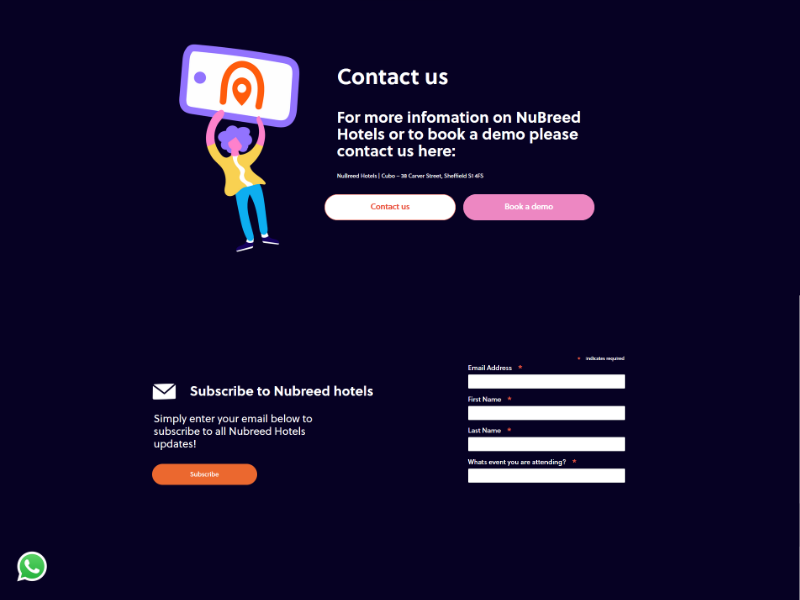 Contact us
For more infomation on NuBreed
Hotels or to book a demo please
contact us here:
NuBreed Hotels | Cubo – 38 Carver Street, Sheffield S1 4FS
Contact us
Book a demo
* indicates required
Email Address *
Subscribe to Nubreed hotels
First Name *
Simply enter your email below to
subscribe to all Nubreed Hotels
updates!
Last Name *
Whats event you are attending? *
Subscribe